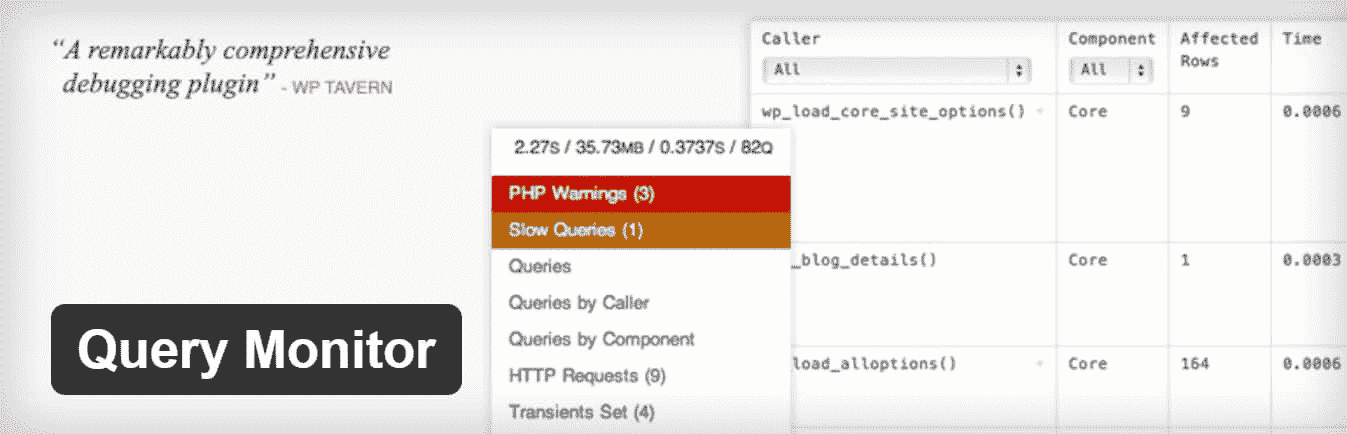 “A remarkably comprehensive
debugging plugin” - WP TAVERN
Query Monitor
2.27S / 35.73MB / 0.3737S / 82Q
PHP Warnings (3)
Slow Queries (1)
Queries
Queries by Caller
Queries by Component
HTTP Requests (9)
Transients Set (4)
Caller Component Affected Time
Rows
All All
wp_load_core_site_options() Core 9 0.0006
_blog_details() Core 1 0.0003
load_alloptions() Core 164 0.0006